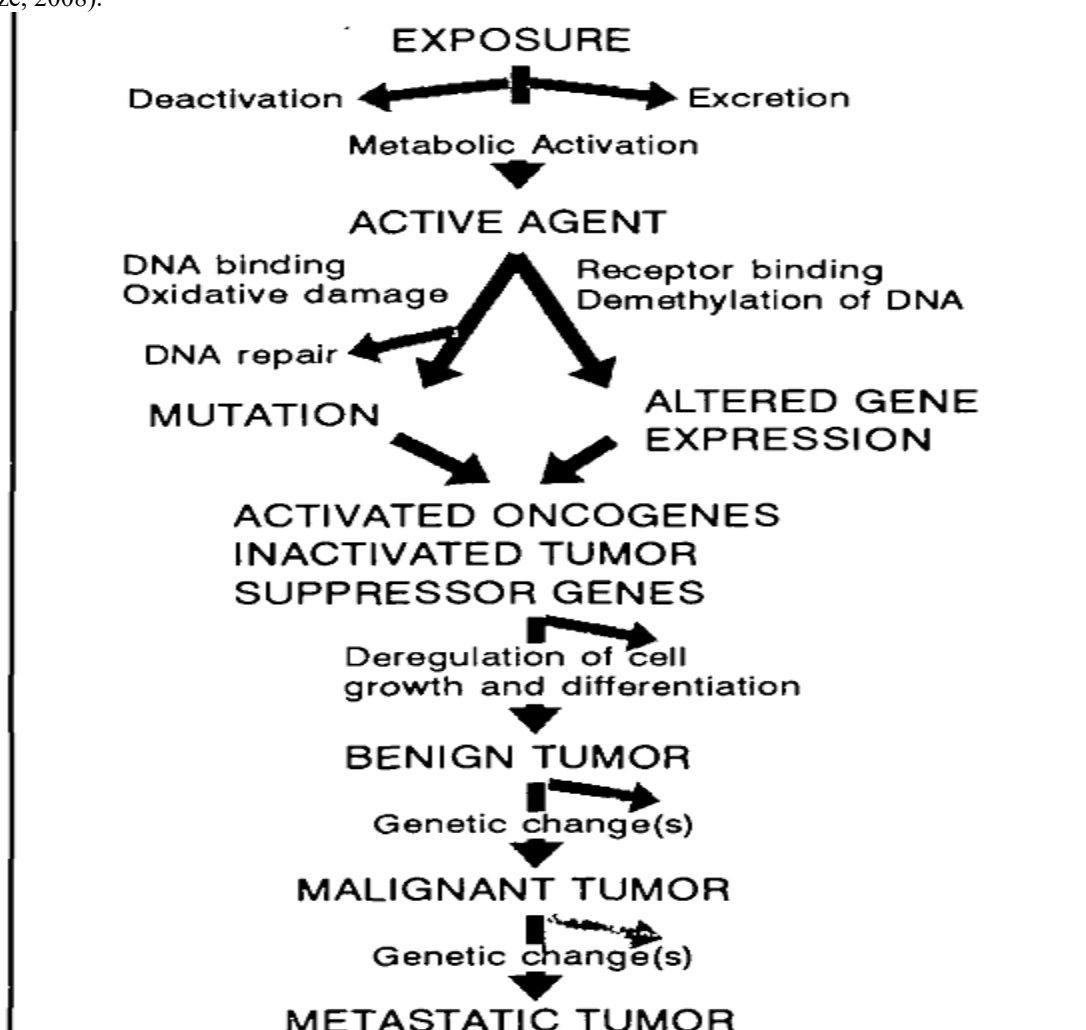 2008).
EXPOSURE
Deactivation
Excretion
Metabolic Activation
ACTIVE AGENT
DNA binding
Oxidative damage
Receptor binding
Demethylation of DNA
DNA repair
MUTATION
ALTERED GENE
EXPRESSION
ACTIVATED ONCOGENES
INACTIVATED TUMOR
SUPPRESSOR GENES
Deregulation of cell
growth and differentiation
BENIGN TUMOR
Genetic change(s)
MALIGNANT TUMOR
Genetic change(s)
METASTATIC TUMOR